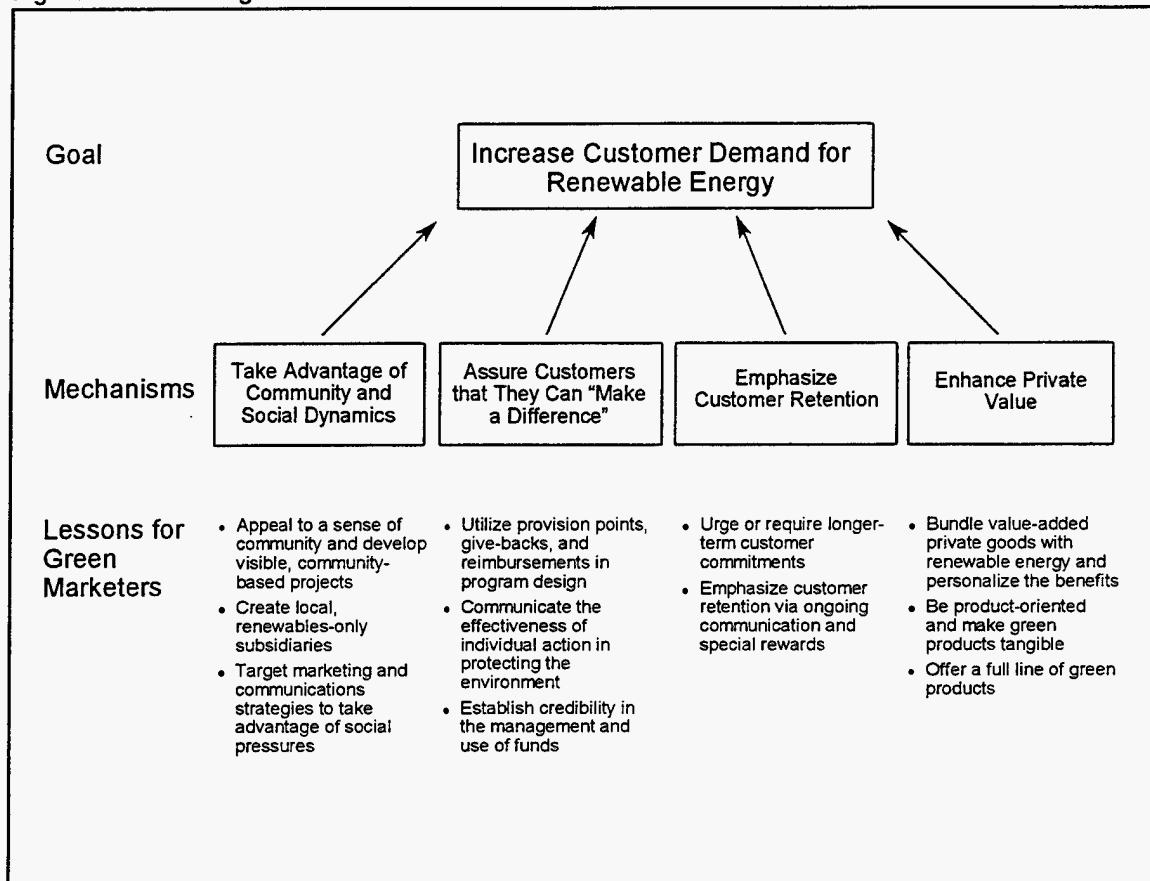 Goal
Increase Customer Demand for
Renewable Energy
Mechanisms
Take Advantage of
Community and
Social Dynamics
Assure Customers
that They Can “Make
a Difference”
Emphasize
Customer Retention
Enhance Private
Value
Lessons for
Green
Marketers
• Appeal to a sense of
community and develop
visible, community-
based projects
• Create local,
renewables-only
subsidiaries
• Target marketing and
communications
strategies to take
advantage of social
pressures
• Utilize provision points,
give-backs, and
reimbursements in
program design
• Communicate the
effectiveness of
individual action in
protecting the
environment
• Establish credibility in
the management and
use of funds
• Urge or require longer-
term customer
commitments
• Emphasize customer
retention via ongoing
communication and
special rewards
• Bundle value-added
private goods with
renewable energy and
personalize the benefits
• Be product-oriented
and make green
products tangible
• Offer a full line of green
products